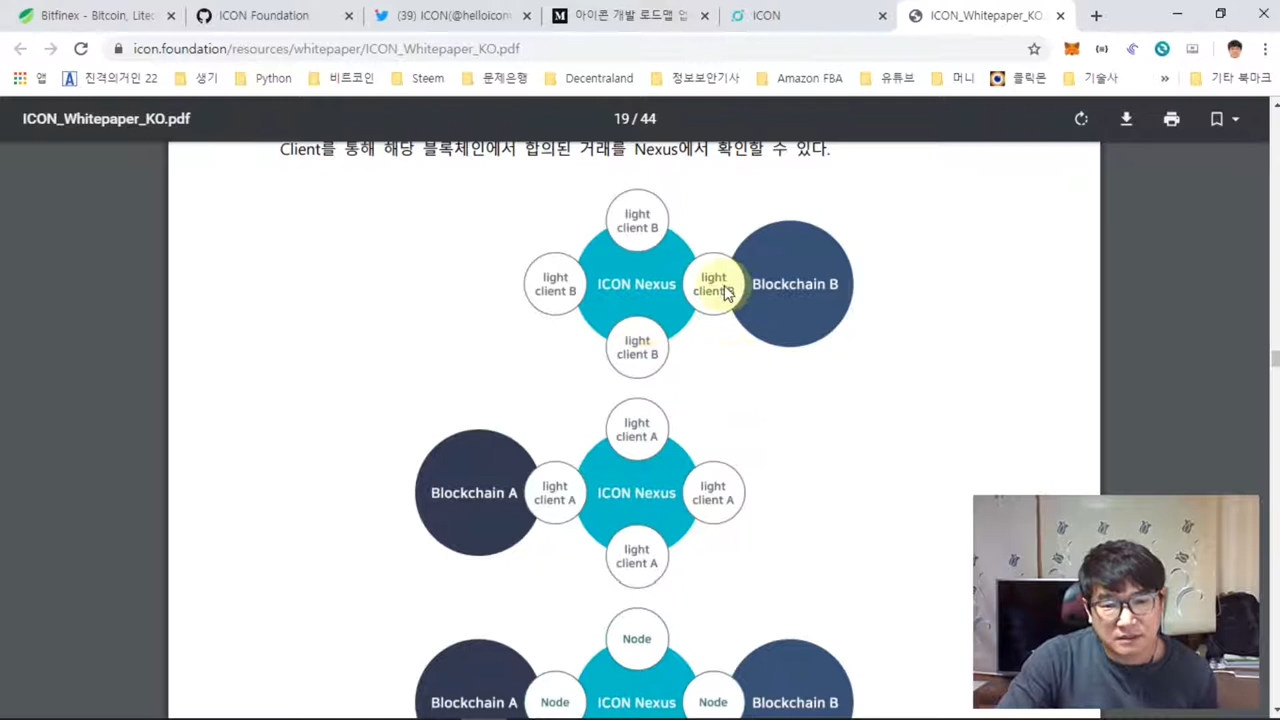 Bitfinex - Bitcoin, Litec
ICON Foundation
(39) ICON(@helloicom
아이콘 개발 로드맵 업
ICON
ICON_Whitepaper_KO.
icon.foundation/resources/whitepaper/ICON_Whitepaper_KO.pdf
앱
진격의거인 22
생기
Python
비트코인
Steem
문제은행
Decentraland
정보보안기사
Amazon FBA
유튜브
머니
클릭몬
기술사
»
기타 북마크
ICON_Whitepaper_KO.pdf
19 / 44
Client를 통해 해당 블록체인에서 합의된 거래를 Nexus에서 확인할 수 있다.
light
client B
light
client B
ICON Nexus
light
client B
Blockchain B
light
client B
light
client A
Blockchain A
light
client A
ICON Nexus
light
client A
light
client A
Node
Blockchain A
Node
ICON Nexus
Node
Blockchain B